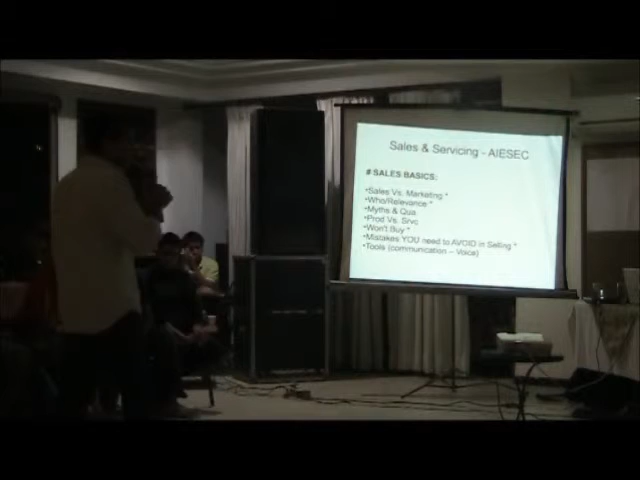 Sales & Servicing - AIESEC
# SALES BASICS:
•Sales Vs. Marketing *
•Who/Relevance *
•Myths & Qua
•Prod Vs. Srvc
•Won't Buy *
•Mistakes YOU need to AVOID in Selling *
•Tools (communication – Voice)